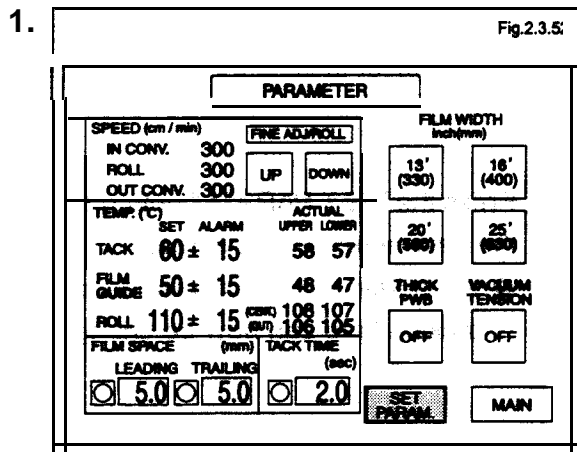 1.
Fig.2.3.52
PARAMETER
SPEED (cm / min)
FINE ADJ/ROLL
IN CONV. 300
ROLL 300
OUT CONV. 300
UP
DOWN
FILM WIDTH
inch(mm)
13' (330)
16' (400)
20'
25'
TEMP. (℃)
SET ALARM
ACTUAL
UPPER LOWER
TACK 60 ± 15 58 57
FILM GUIDE 50 ± 15 48 47
ROLL 110 ± 15 (CENT.) 108 107
(OUT) 106 105
THICK PWB
OFF
VACUUM TENSION
OFF
FILM SPACE (mm)
LEADING TRAILING
5.0 5.0
TACK TIME
(sec)
2.0
SET PARAM.
MAIN